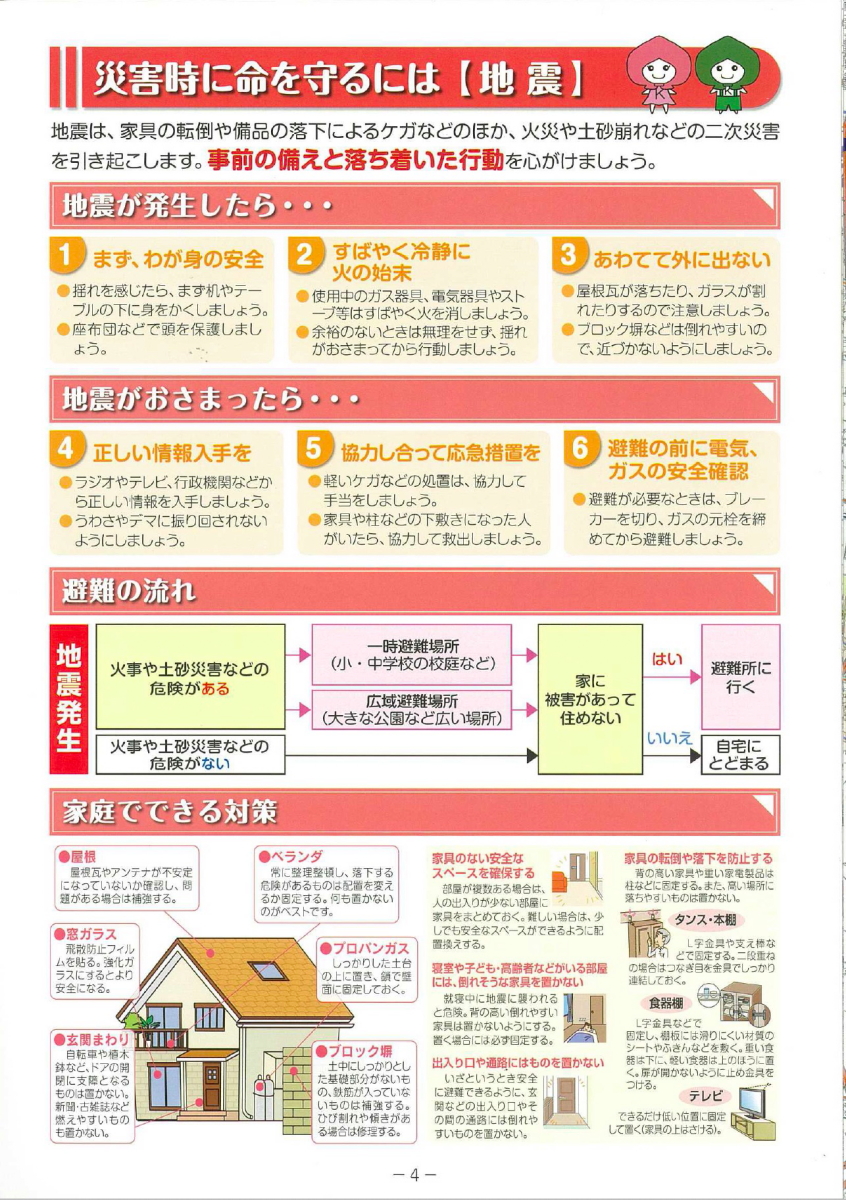 災害時に命を守るには【地 震】
地震は、家具の転倒や備品の落下によるケガなどのほか、火災や土砂崩れなどの二次災害
を引き起こします。事前の備えと落ち着いた行動を心がけましょう。
地震が発生したら・・・
1 まず、わが身の安全
●揺れを感じたら、まず机やテー
ブルの下に身をかくしましょう。
●座布団などで頭を保護しまし
ょう。
2 すばやく冷静に
火の始末
●使用中のガス器具、電気器具やスト
ーブ等はすばやく火を消しましょう。
●余裕のないときは無理をせず、揺れ
がおさまってから行動しましょう。
3 あわてて外に出ない
●屋根瓦が落ちたり、ガラスが割
れたりするので注意しましょう。
●ブロック塀などは倒れやすいの
で、近づかないようにしましょう。
地震がおさまったら・・・
4 正しい情報入手を
●ラジオやテレビ、行政機関などか
ら正しい情報を入手しましょう。
●うわさやデマに振り回されない
ようにしましょう。
5 協力し合って応急措置を
●軽いケガなどの処置は、協力して
手当をしましょう。
●家具や柱などの下敷きになった人
がいたら、協力して救出しましょう。
6 避難の前に電気、
ガスの安全確認
●避難が必要なときは、ブレー
カーを切り、ガスの元栓を締
めてから避難しましょう。
避難の流れ
地震発生
火事や土砂災害などの
危険がある
一時避難場所
(小・中学校の校庭など)
広域避難場所
(大きな公園など広い場所)
火事や土砂災害などの
危険がない
家に
被害があって
住めない
はい
避難所に
行く
いいえ
自宅に
とどまる
家庭でできる対策
●屋根
屋根瓦やアンテナが不安定
になっていないか確認し、問
題がある場合は補強する。
●ベランダ
常に整理整頓し、落下する
危険があるものは配置を変え
るか固定する。何も置かない
のがベストです。
●窓ガラス
飛散防止フィル
ムを貼る。強化ガ
ラスにするとより
安全になる。
●プロパンガス
しっかりした土台
の上に置き、鎖で壁
面に固定しておく。
●玄関まわり
自転車や植木
鉢など、ドアの開
閉に支障となる
ものは置かない。
新聞・古雑誌など
燃えやすいもの
も置かない。
●ブロック塀
土中にしっかりとし
た基礎部分がないも
の、鉄筋が入っていな
いものは補強する。
ひび割れや傾きがあ
る場合は修理する。
家具のない安全な
スペースを確保する
部屋が複数ある場合は、
人の出入りが少ない部屋に
家具をまとめておく。難しい場合は、少
しでも安全なスペースができるように配
置換えする。
寝室や子ども・高齢者などがいる部屋
には、倒れそうな家具を置かない
就寝中に地震に襲われる
と危険。背の高い倒れやすい
家具は置かないようにする。
置く場合には必ず固定する。
出入り口や通路にはものを置かない
いざというとき安全
に避難できるように、玄
関などの出入り口やそ
の間の通路には倒れや
すいものを置かない。
家具の転倒や落下を防止する
背の高い家具や重い家電製品は
柱などに固定する。また、高い場所に
落ちやすいものは置かない。
タンス・本棚
L字金具や支え棒な
どで固定する。二段重ね
の場合はつなぎ目を金具でしっかり
連結しておく。
食器棚
L字金具などで
固定し、棚板には滑りにくい材質の
シートやふきんなどを敷く。重い食
器は下に、軽い食器は上のほうに置
く。扉が開かないように止め金具を
つける。
テレビ
できるだけ低い位置に固定
して置く(家具の上はさける)。
−4−